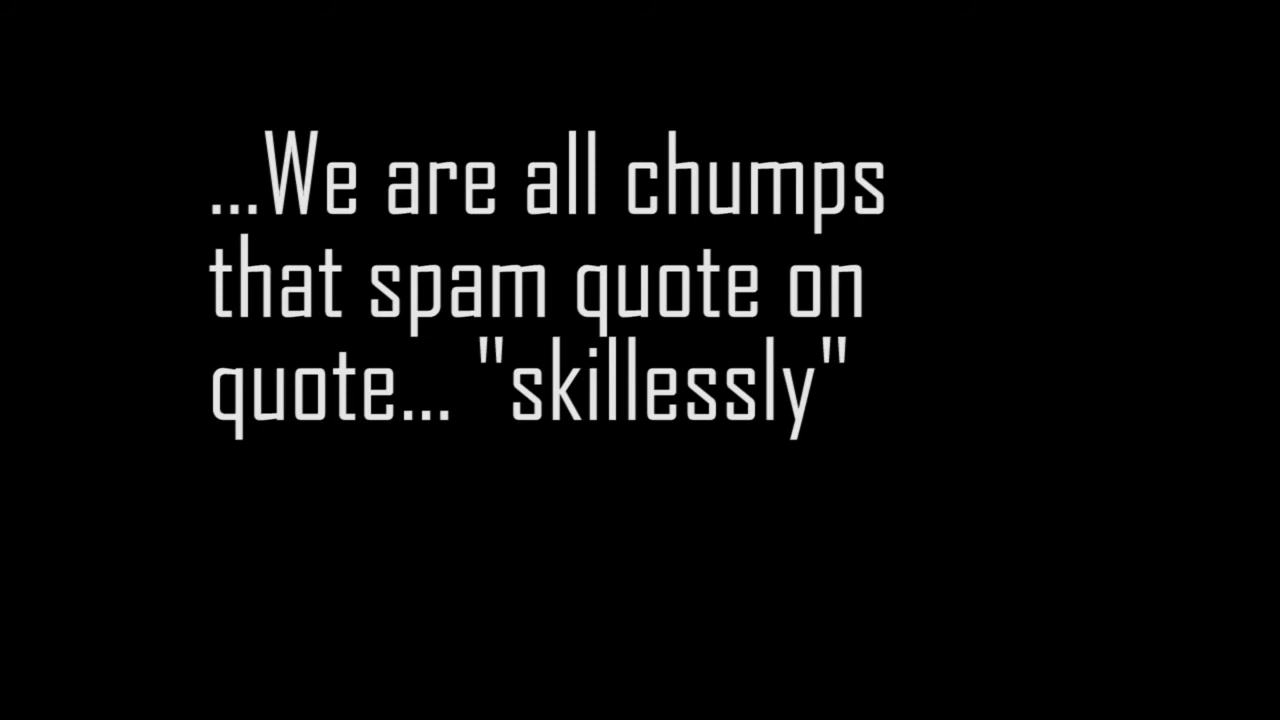 ...We are all chumps
that spam quote on
quote... "skillessly"